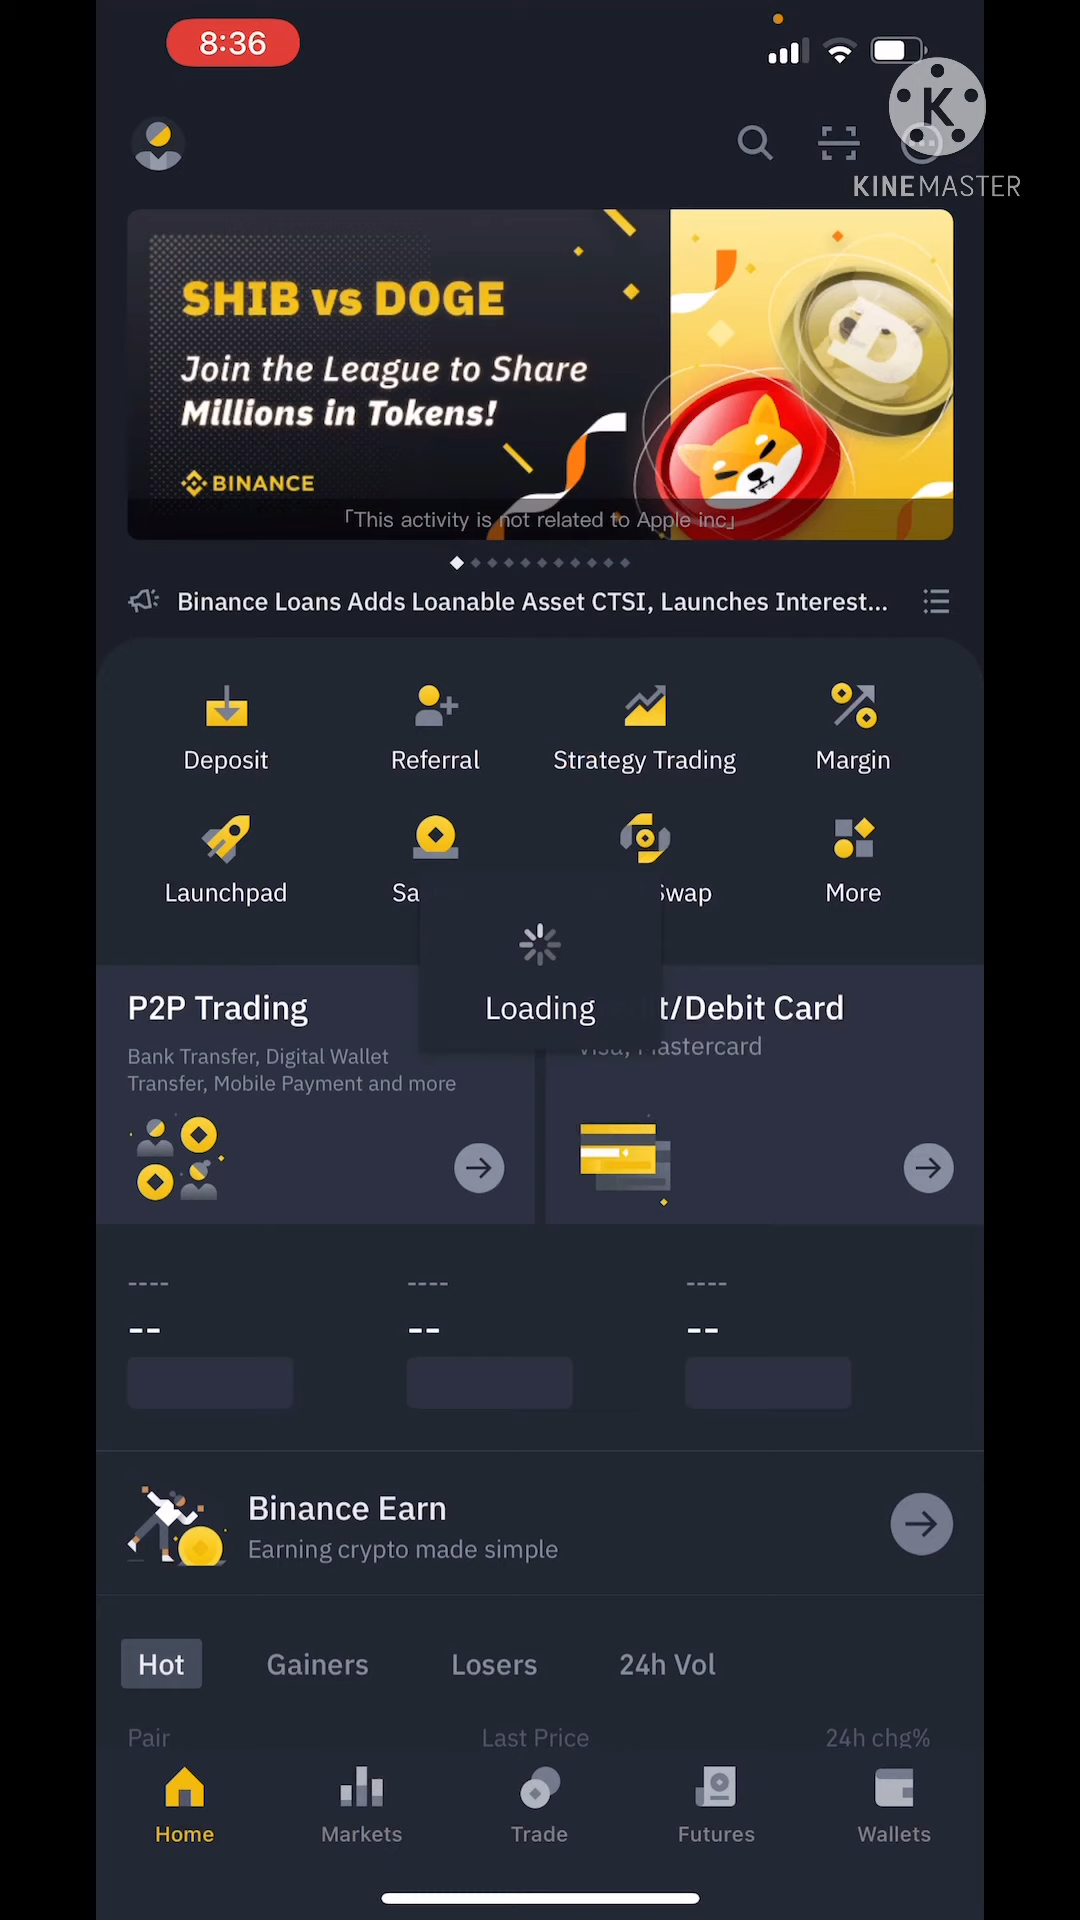 8:36
K
KINEMASTER
SHIB vs DOGE
Join the League to Share
Millions in Tokens!
BINANCE
「This activity is not related to Apple inc」
Binance Loans Adds Loanable Asset CTSI, Launches Interest...
Deposit
Referral
Strategy Trading
Margin
Launchpad
Sa
Swap
More
Loading
P2P Trading
Bank Transfer, Digital Wallet
Transfer, Mobile Payment and more
t/Debit Card
Visa, Mastercard
----
----
----
--
--
--
Binance Earn
Earning crypto made simple
Hot
Gainers
Losers
24h Vol
Pair
Last Price
24h chg%
Home
Markets
Trade
Futures
Wallets